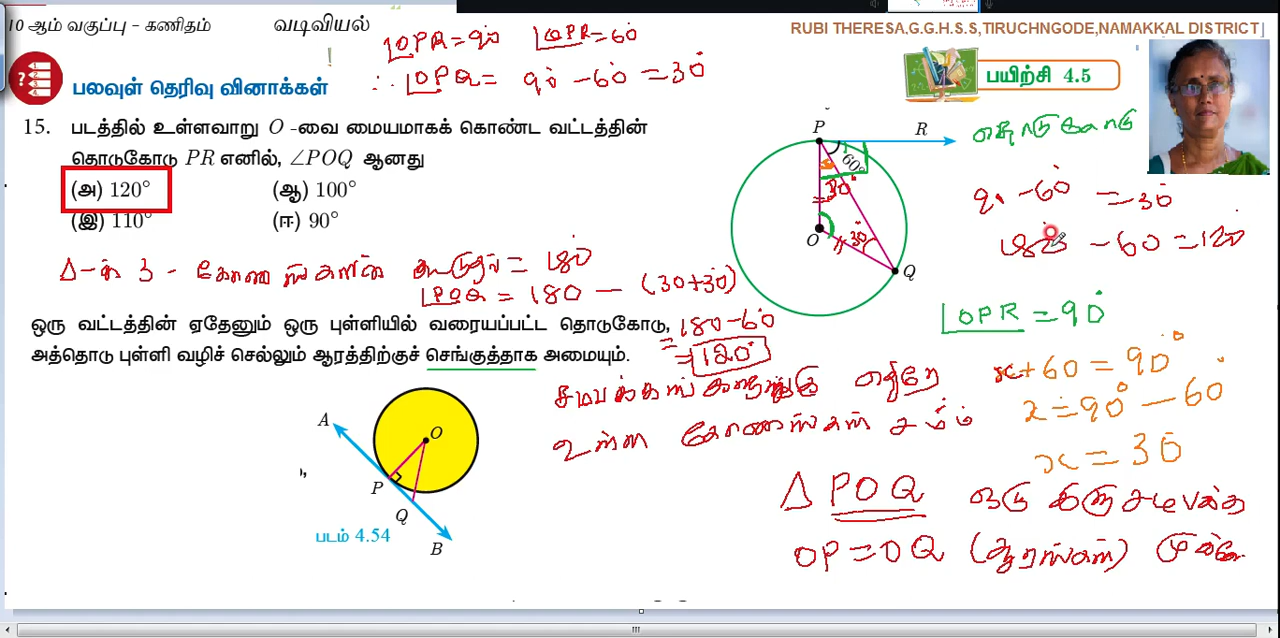 10 ஆம் வகுப்பு – கணிதம் வடிவியல்
RUBI THERESA,G.G.H.S.S,TIRUCHNGODE,NAMAKKAL DISTRICT
∠OPR = 90° ∠QPR = 60°
∴ ∠OPQ = 90° - 60° = 30°
பலவுள் தெரிவு வினாக்கள்
பயிற்சி 4.5
15. படத்தில் உள்ளவாறு O -வை மையமாகக் கொண்ட வட்டத்தின்
தொடுகோடு PR எனில், ∠POQ ஆனது
(அ) 120° (ஆ) 100°
(இ) 110° (ஈ) 90°
P R
தொடுகோடு
60°
= 30°
30°
O
Q
- 60° = 30°
180° - 60 = 120°
Δ-ன் 3 - கோணங்களின் கூடுதல் = 180°
∠POQ = 180 - (30+30°)
= 180 - 60°
= 120°
∠OPR = 90°
x + 60 = 90°
x = 90° - 60°
x = 30°
ஒரு வட்டத்தின் ஏதேனும் ஒரு புள்ளியில் வரையப்பட்ட தொடுகோடு,
அத்தொடு புள்ளி வழிச் செல்லும் ஆரத்திற்குச் செங்குத்தாக அமையும்.
எதிரே
உள்ள கோணங்கள் சமம்
Δ POQ ஒரு இரு சமபக்க
OP = OQ (ஆரங்கள்)
A
O
P
Q
B
படம் 4.54